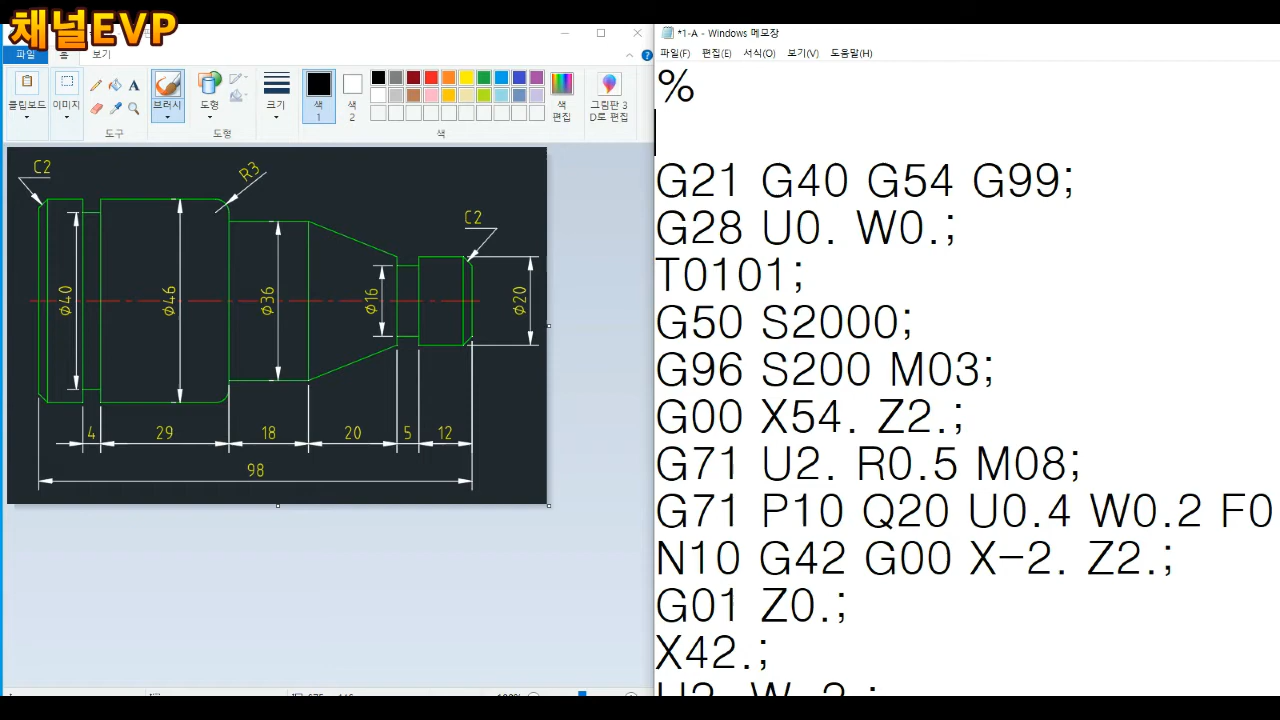 채널EVP
파일
홈
보기
클립보드
이미지
브러시
도형
크기
색
1
색
2
색
편집
그림판 3
D로 편집
도구
도형
색
C2
R3
C2
⌀40
⌀46
⌀36
⌀16
⌀20
4
29
18
20
5
12
98
*1-A - Windows 메모장
파일(F)
편집(E)
서식(O)
보기(V)
도움말(H)
%
G21 G40 G54 G99;
G28 U0. W0.;
T0101;
G50 S2000;
G96 S200 M03;
G00 X54. Z2.;
G71 U2. R0.5 M08;
G71 P10 Q20 U0.4 W0.2 F0
N10 G42 G00 X-2. Z2.;
G01 Z0.;
X42.;